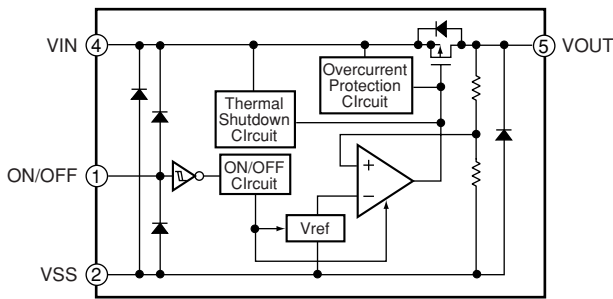 VIN
4
5
VOUT
Overcurrent
Protection
CIrcuit
Thermal
Shutdown
CIrcuit
ON/OFF
1
ON/OFF
CIrcuit
+
−
Vref
VSS
2